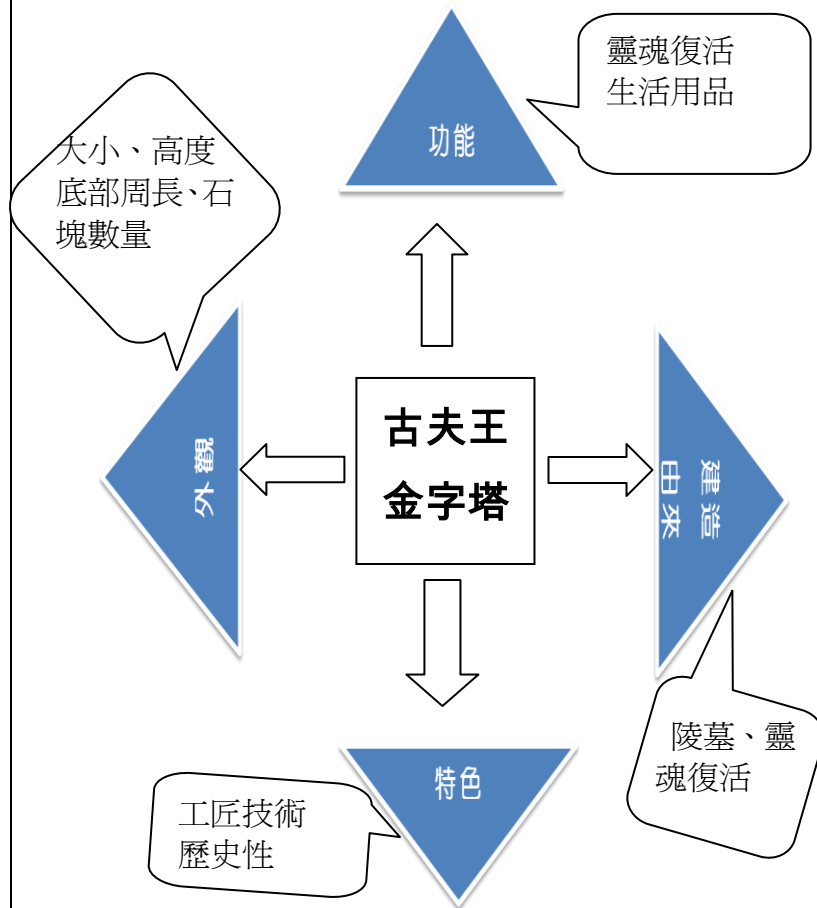 靈魂復活
生活用品
功能
大小、高度
底部周長、石
塊數量
外觀
古夫王
金字塔
建造
由來
陵墓、靈
魂復活
特色
工匠技術
歷史性